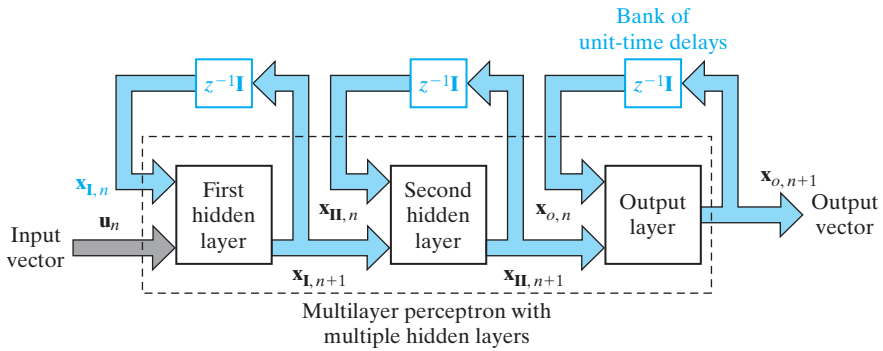 Bank of
unit-time delays
z⁻¹I
z⁻¹I
z⁻¹I
x_I, n
First
hidden
layer
x_II, n
Second
hidden
layer
x_o, n
Output
layer
x_o, n+1
Output
vector
u_n
Input
vector
x_I, n+1
x_II, n+1
Multilayer perceptron with
multiple hidden layers